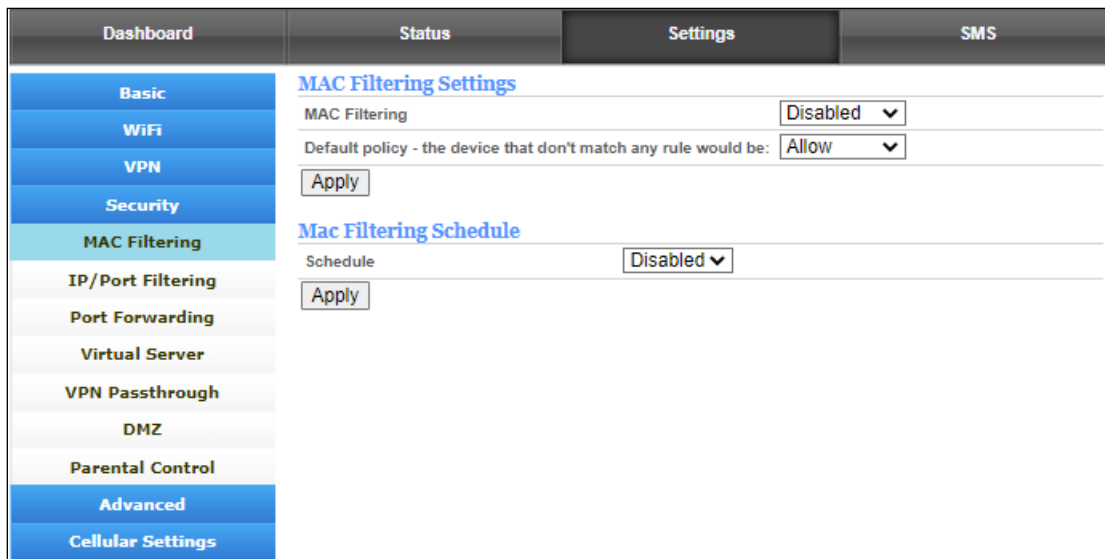 Dashboard Status Settings SMS
Basic
WiFi
VPN
Security
MAC Filtering
IP/Port Filtering
Port Forwarding
Virtual Server
VPN Passthrough
DMZ
Parental Control
Advanced
Cellular Settings
MAC Filtering Settings
MAC Filtering Disabled
Default policy - the device that don't match any rule would be: Allow
Apply
Mac Filtering Schedule
Schedule Disabled
Apply